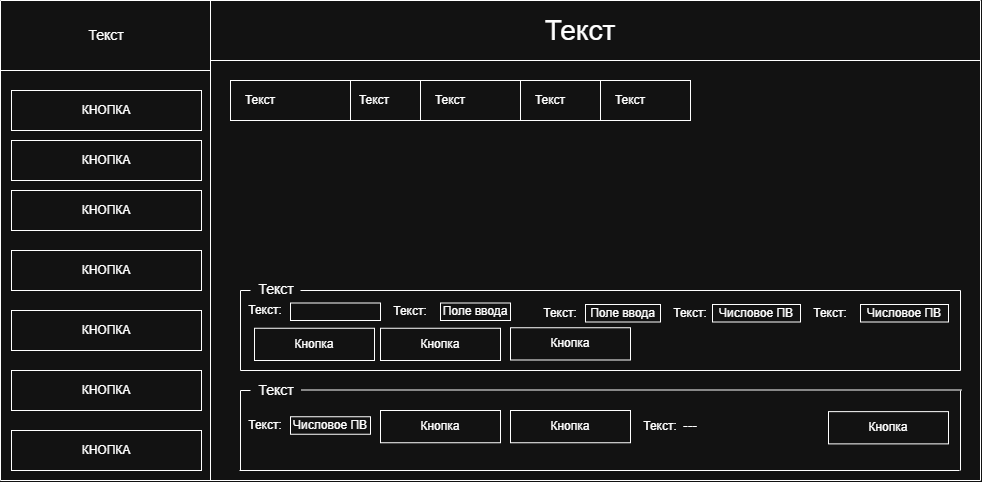 Текст
КНОПКА
КНОПКА
КНОПКА
КНОПКА
КНОПКА
КНОПКА
КНОПКА
Текст
Текст Текст Текст Текст Текст
Текст
Текст: Текст: Поле ввода Текст: Поле ввода Текст: Числовое ПВ Текст: Числовое ПВ
Кнопка Кнопка Кнопка
Текст
Текст: Числовое ПВ Кнопка Кнопка Текст: --- Кнопка